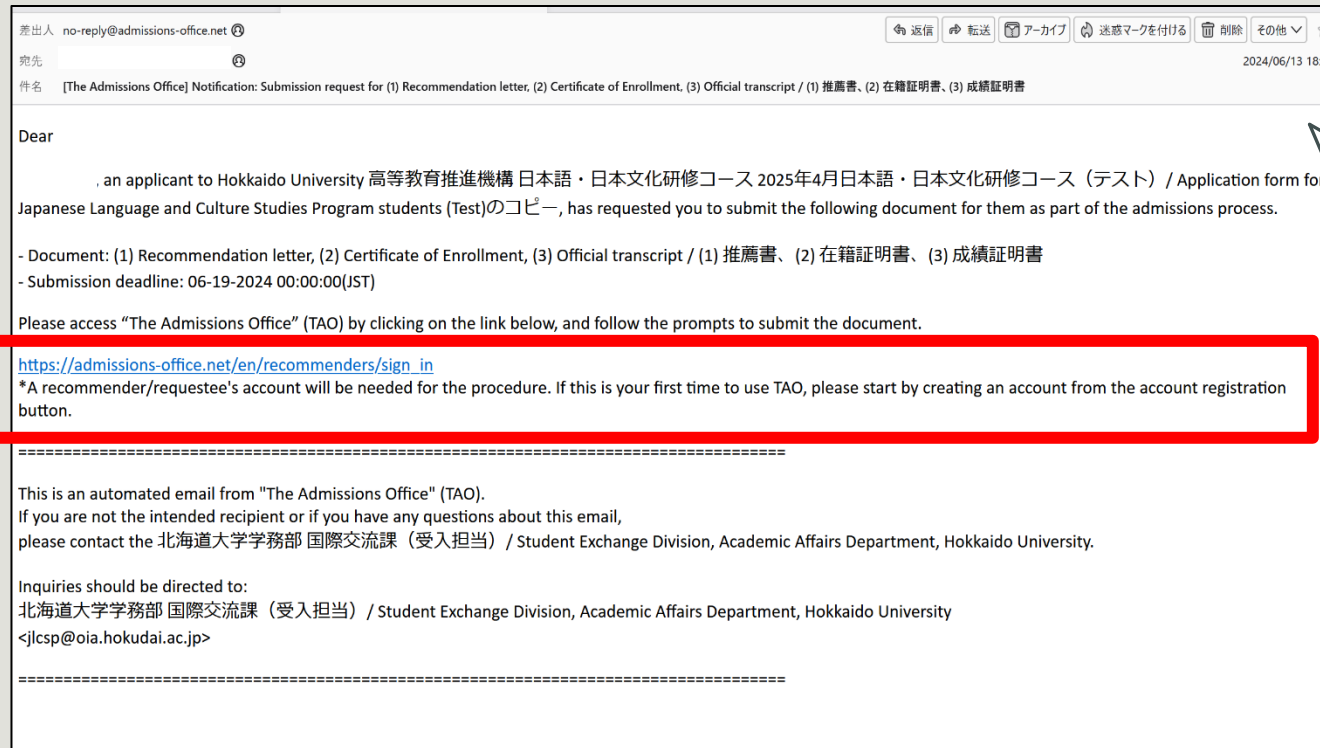 差出人 no-reply@admissions-office.net
返信 転送 アーカイブ 迷惑マークを付ける 削除 その他
宛先
2024/06/13 18:
件名 [The Admissions Office] Notification: Submission request for (1) Recommendation letter, (2) Certificate of Enrollment, (3) Official transcript / (1) 推薦書、(2) 在籍証明書、(3) 成績証明書
Dear
, an applicant to Hokkaido University 高等教育推進機構 日本語・日本文化研修コース 2025年4月日本語・日本文化研修コース（テスト）/ Application form for
Japanese Language and Culture Studies Program students (Test)のコピー, has requested you to submit the following document for them as part of the admissions process.
- Document: (1) Recommendation letter, (2) Certificate of Enrollment, (3) Official transcript / (1) 推薦書、(2) 在籍証明書、(3) 成績証明書
- Submission deadline: 06-19-2024 00:00:00(JST)
Please access “The Admissions Office” (TAO) by clicking on the link below, and follow the prompts to submit the document.
https://admissions-office.net/en/recommenders/sign_in
*A recommender/requestee's account will be needed for the procedure. If this is your first time to use TAO, please start by creating an account from the account registration
button.
=====================================================================================
This is an automated email from "The Admissions Office" (TAO).
If you are not the intended recipient or if you have any questions about this email,
please contact the 北海道大学学務部 国際交流課（受入担当）/ Student Exchange Division, Academic Affairs Department, Hokkaido University.
Inquiries should be directed to:
北海道大学学務部 国際交流課（受入担当）/ Student Exchange Division, Academic Affairs Department, Hokkaido University
<jlcsp@oia.hokudai.ac.jp>
=====================================================================================